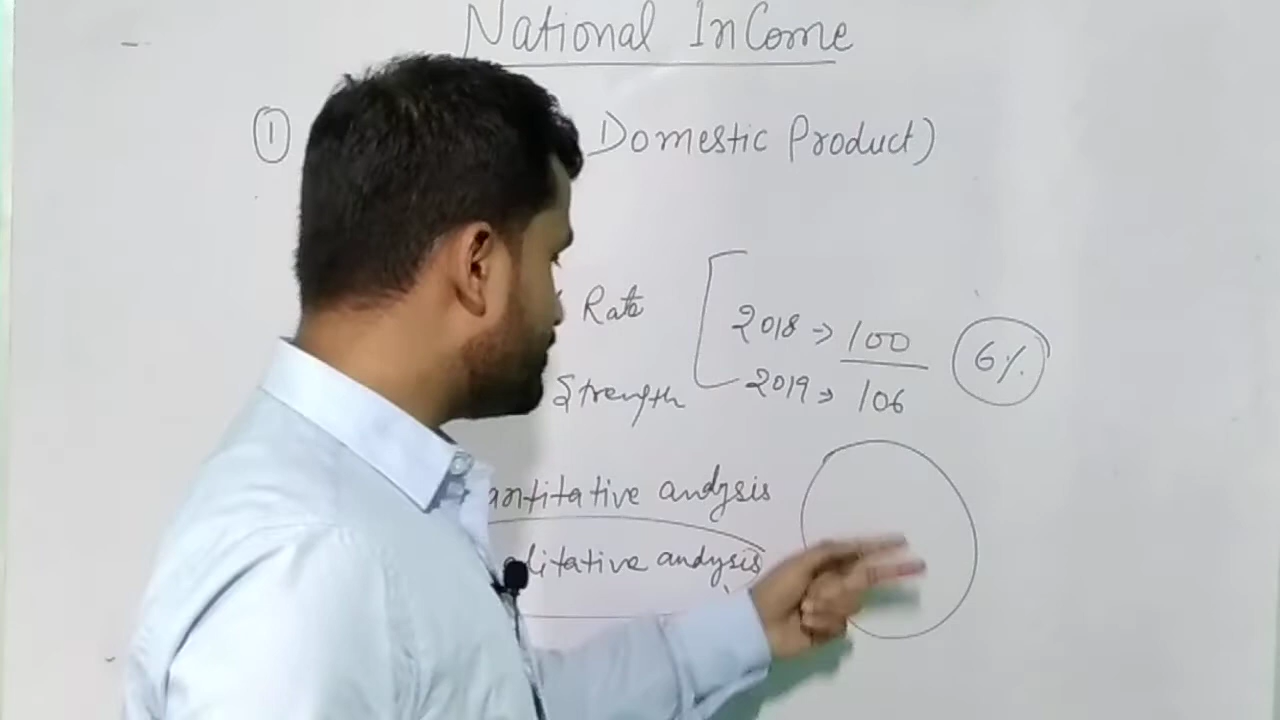 National InCome
① Domestic Product)
Rate
2018 → 100
6%
Strength
2019 → 106
antitative analysis
litative analysis